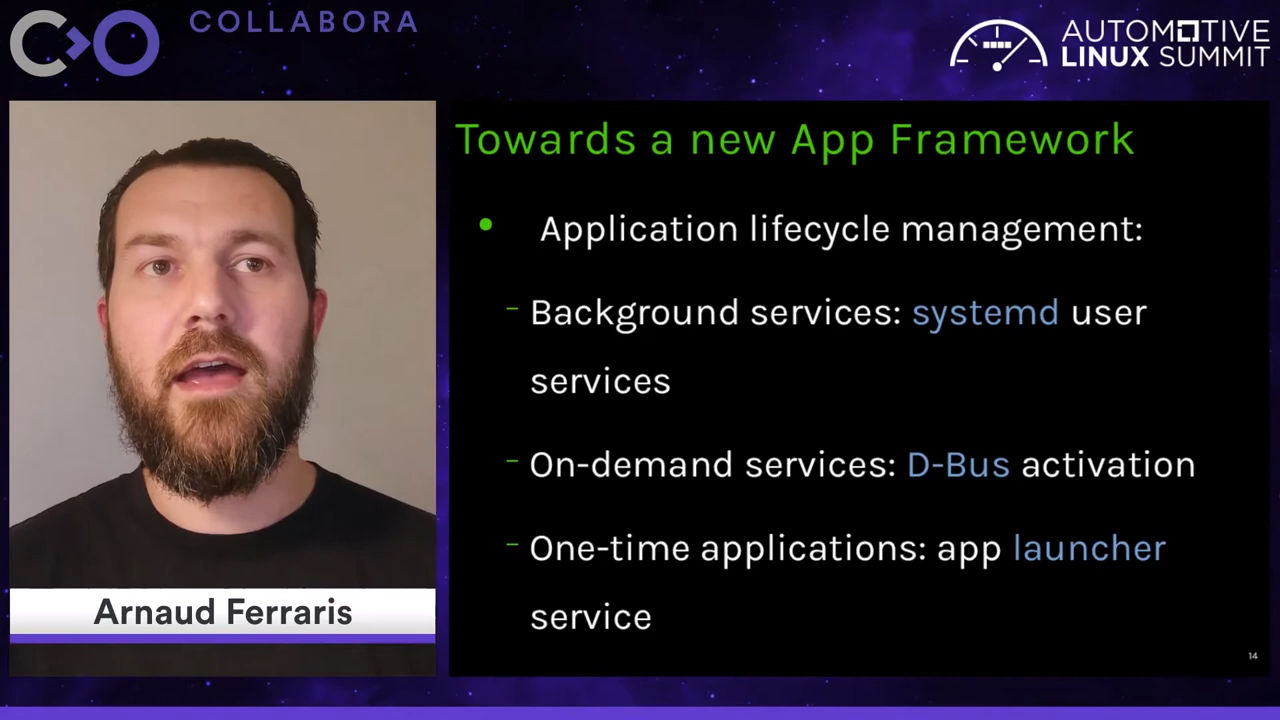 COLLABORA
AUTOMOTIVE
LINUX SUMMIT
Towards a new App Framework
• Application lifecycle management:
– Background services: systemd user
services
– On-demand services: D-Bus activation
– One-time applications: app launcher
service
Arnaud Ferraris
14